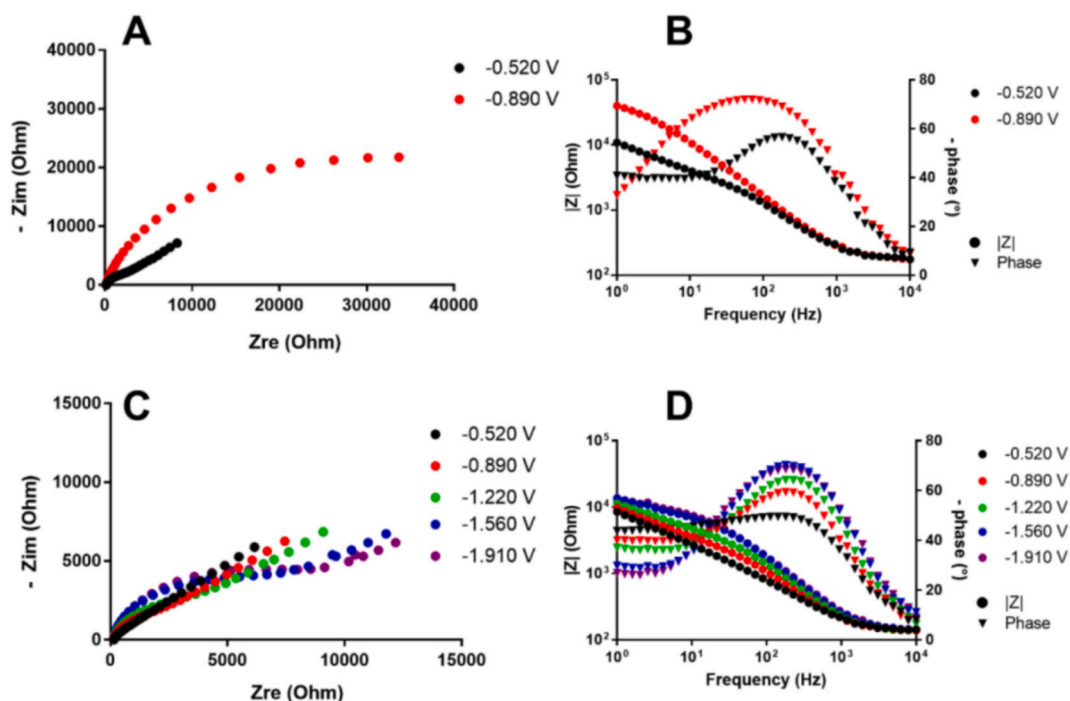 A
40000
30000
20000
10000
0
- Zim (Ohm)
0 10000 20000 30000 40000
Zre (Ohm)
-0.520 V
-0.890 V
B
10⁵
10⁴
10³
10²
|Z| (Ohm)
10⁰ 10¹ 10² 10³ 10⁴
Frequency (Hz)
80
60
40
20
0
- phase (°)
-0.520 V
-0.890 V
|Z|
Phase
C
15000
10000
5000
0
- Zim (Ohm)
0 5000 10000 15000
Zre (Ohm)
-0.520 V
-0.890 V
-1.220 V
-1.560 V
-1.910 V
D
10⁵
10⁴
10³
10²
|Z| (Ohm)
10⁰ 10¹ 10² 10³ 10⁴
Frequency (Hz)
80
60
40
20
0
- phase (°)
-0.520 V
-0.890 V
-1.220 V
-1.560 V
-1.910 V
|Z|
Phase